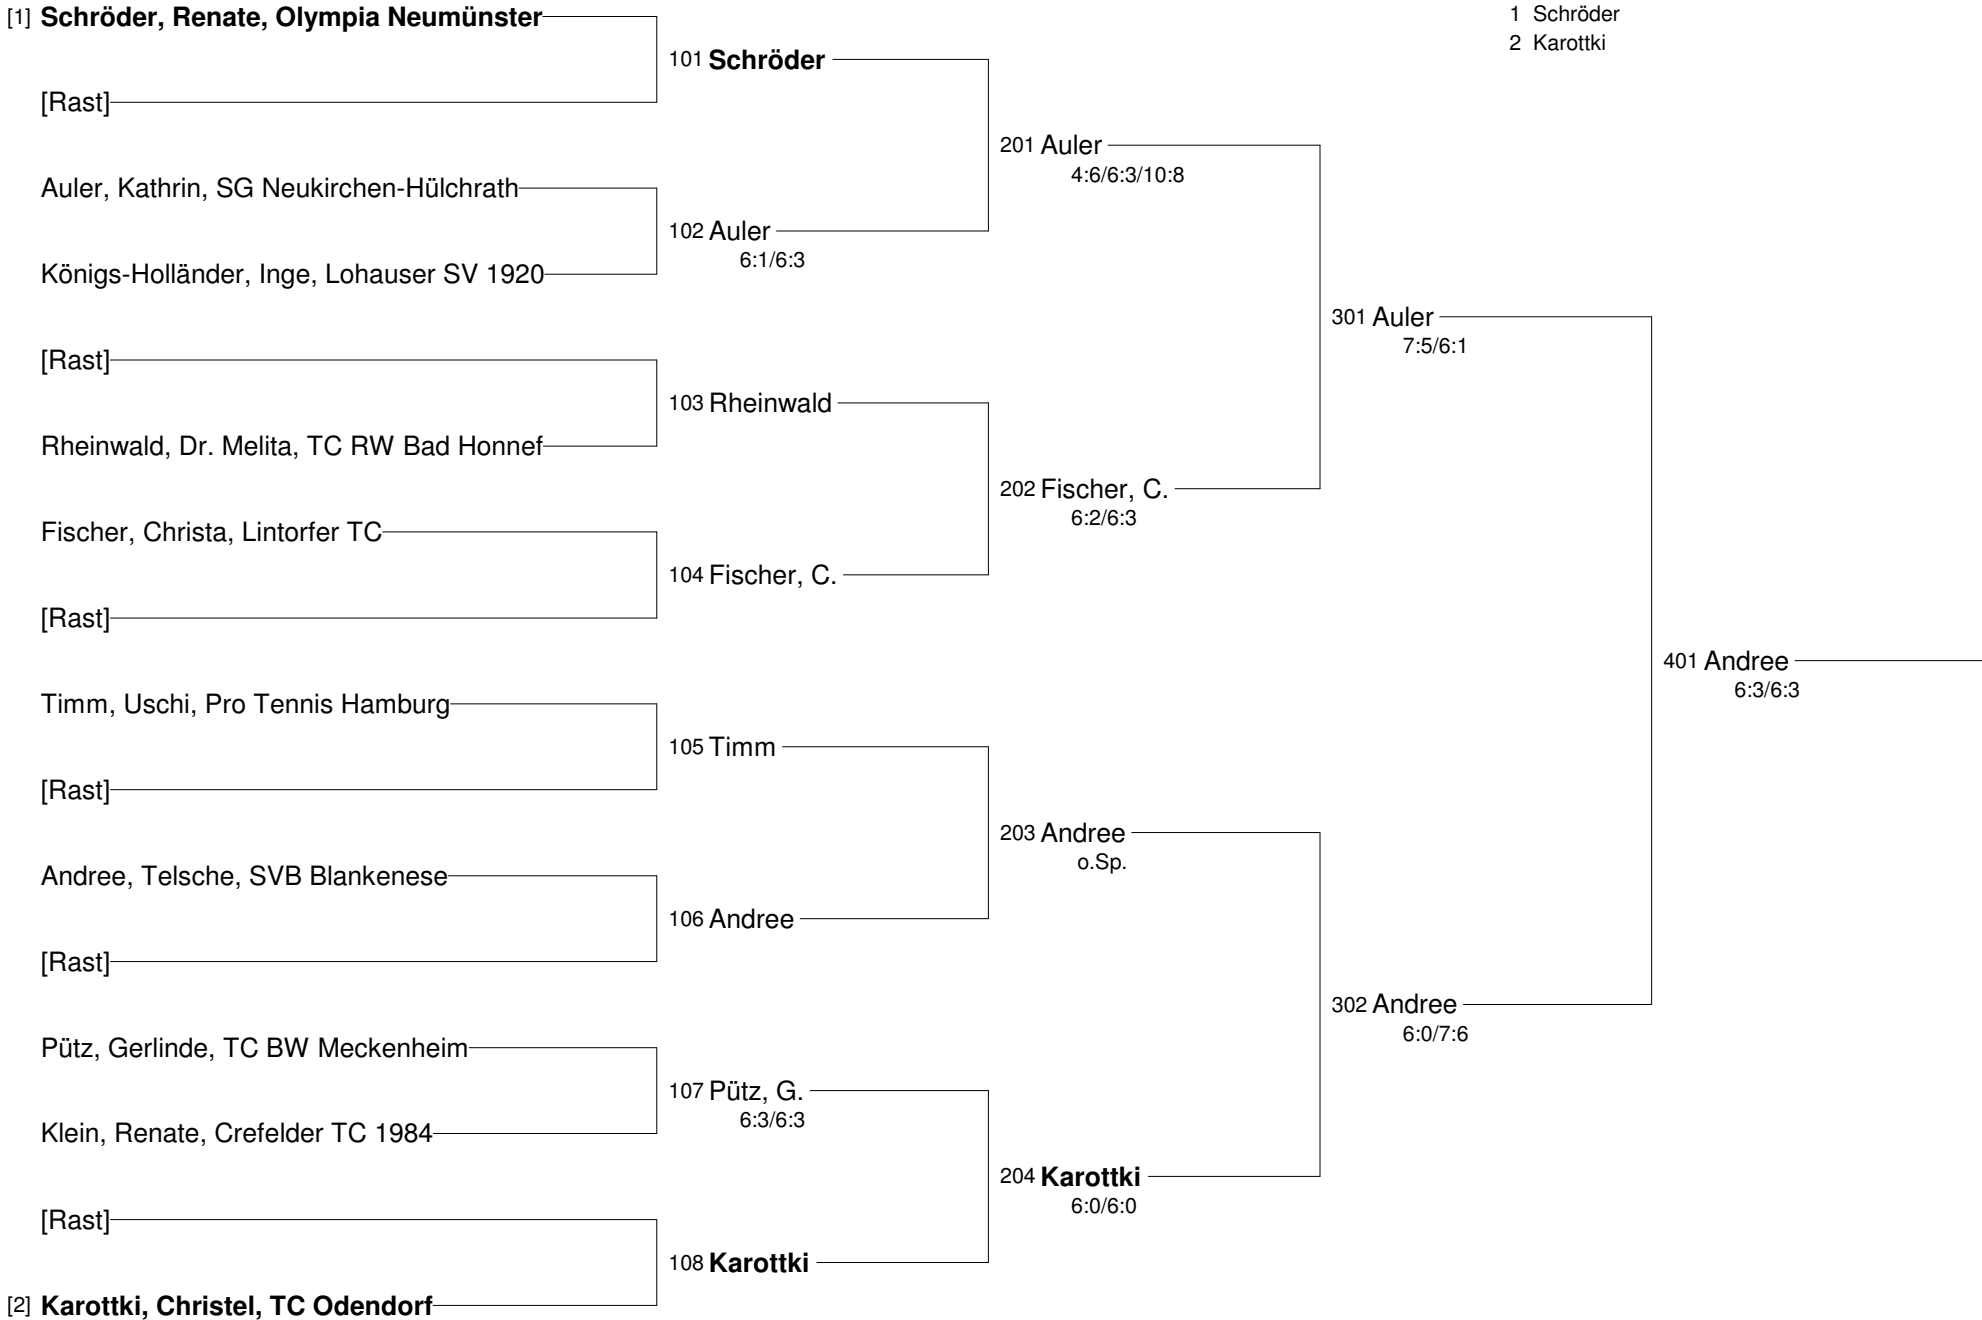 [1] Schröder, Renate, Olympia Neumünster
[Rast]
Auler, Kathrin, SG Neukirchen-Hülchrath
Königs-Holländer, Inge, Lohauser SV 1920
[Rast]
Rheinwald, Dr. Melita, TC RW Bad Honnef
Fischer, Christa, Lintorfer TC
[Rast]
Timm, Uschi, Pro Tennis Hamburg
[Rast]
Andree, Telsche, SVB Blankenese
[Rast]
Pütz, Gerlinde, TC BW Meckenheim
Klein, Renate, Crefelder TC 1984
[Rast]
[2] Karottki, Christel, TC Odendorf
101 Schröder
102 Auler
6:1/6:3
103 Rheinwald
104 Fischer, C.
105 Timm
106 Andree
107 Pütz, G.
6:3/6:3
108 Karottki
201 Auler
4:6/6:3/10:8
202 Fischer, C.
6:2/6:3
203 Andree
o.Sp.
204 Karottki
6:0/6:0
301 Auler
7:5/6:1
302 Andree
6:0/7:6
401 Andree
6:3/6:3
1 Schröder
2 Karottki